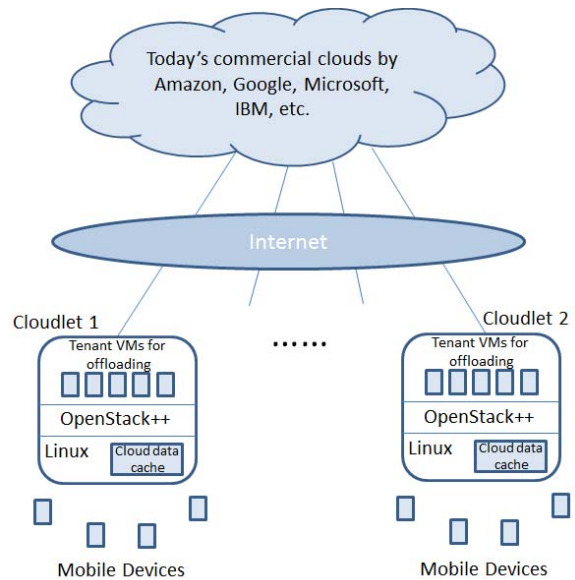 Today's commercial clouds by
Amazon, Google, Microsoft,
IBM, etc.
Internet
Cloudlet 1
Tenant VMs for
offloading
OpenStack++
Linux
Cloud data
cache
Mobile Devices
......
Cloudlet 2
Tenant VMs for
offloading
OpenStack++
Linux
Cloud data
cache
Mobile Devices